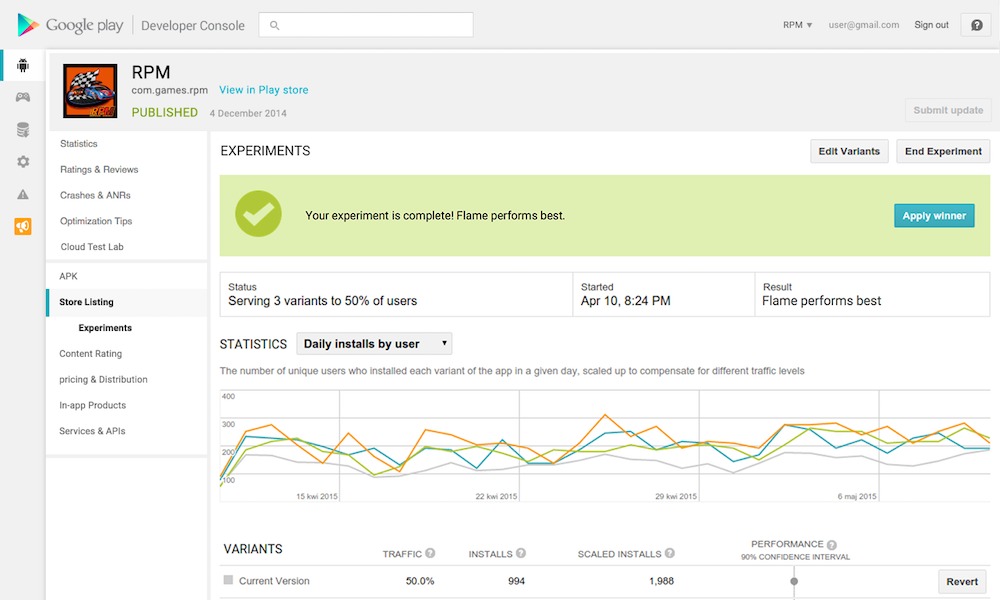 Google play Developer Console RPM ▾ user@gmail.com Sign out ?
RPM
com.games.rpm View in Play store
PUBLISHED 4 December 2014
Submit update
RPM
Statistics
Ratings & Reviews
Crashes & ANRs
Optimization Tips
Cloud Test Lab
APK
Store Listing
Experiments
Content Rating
pricing & Distribution
In-app Products
Services & APIs
EXPERIMENTS
Edit Variants
End Experiment
Your experiment is complete! Flame performs best.
Apply winner
Status
Serving 3 variants to 50% of users
Started
Apr 10, 8:24 PM
Result
Flame performs best
STATISTICS Daily installs by user
The number of unique users who installed each variant of the app in a given day, scaled up to compensate for different traffic levels
400
300
200
100
15 kwi 2015 22 kwi 2015 29 kwi 2015 6 maj 2015
VARIANTS
TRAFFIC ?
INSTALLS ?
SCALED INSTALLS ?
PERFORMANCE ?
90% CONFIDENCE INTERVAL
Current Version 50.0% 994 1,988 Revert